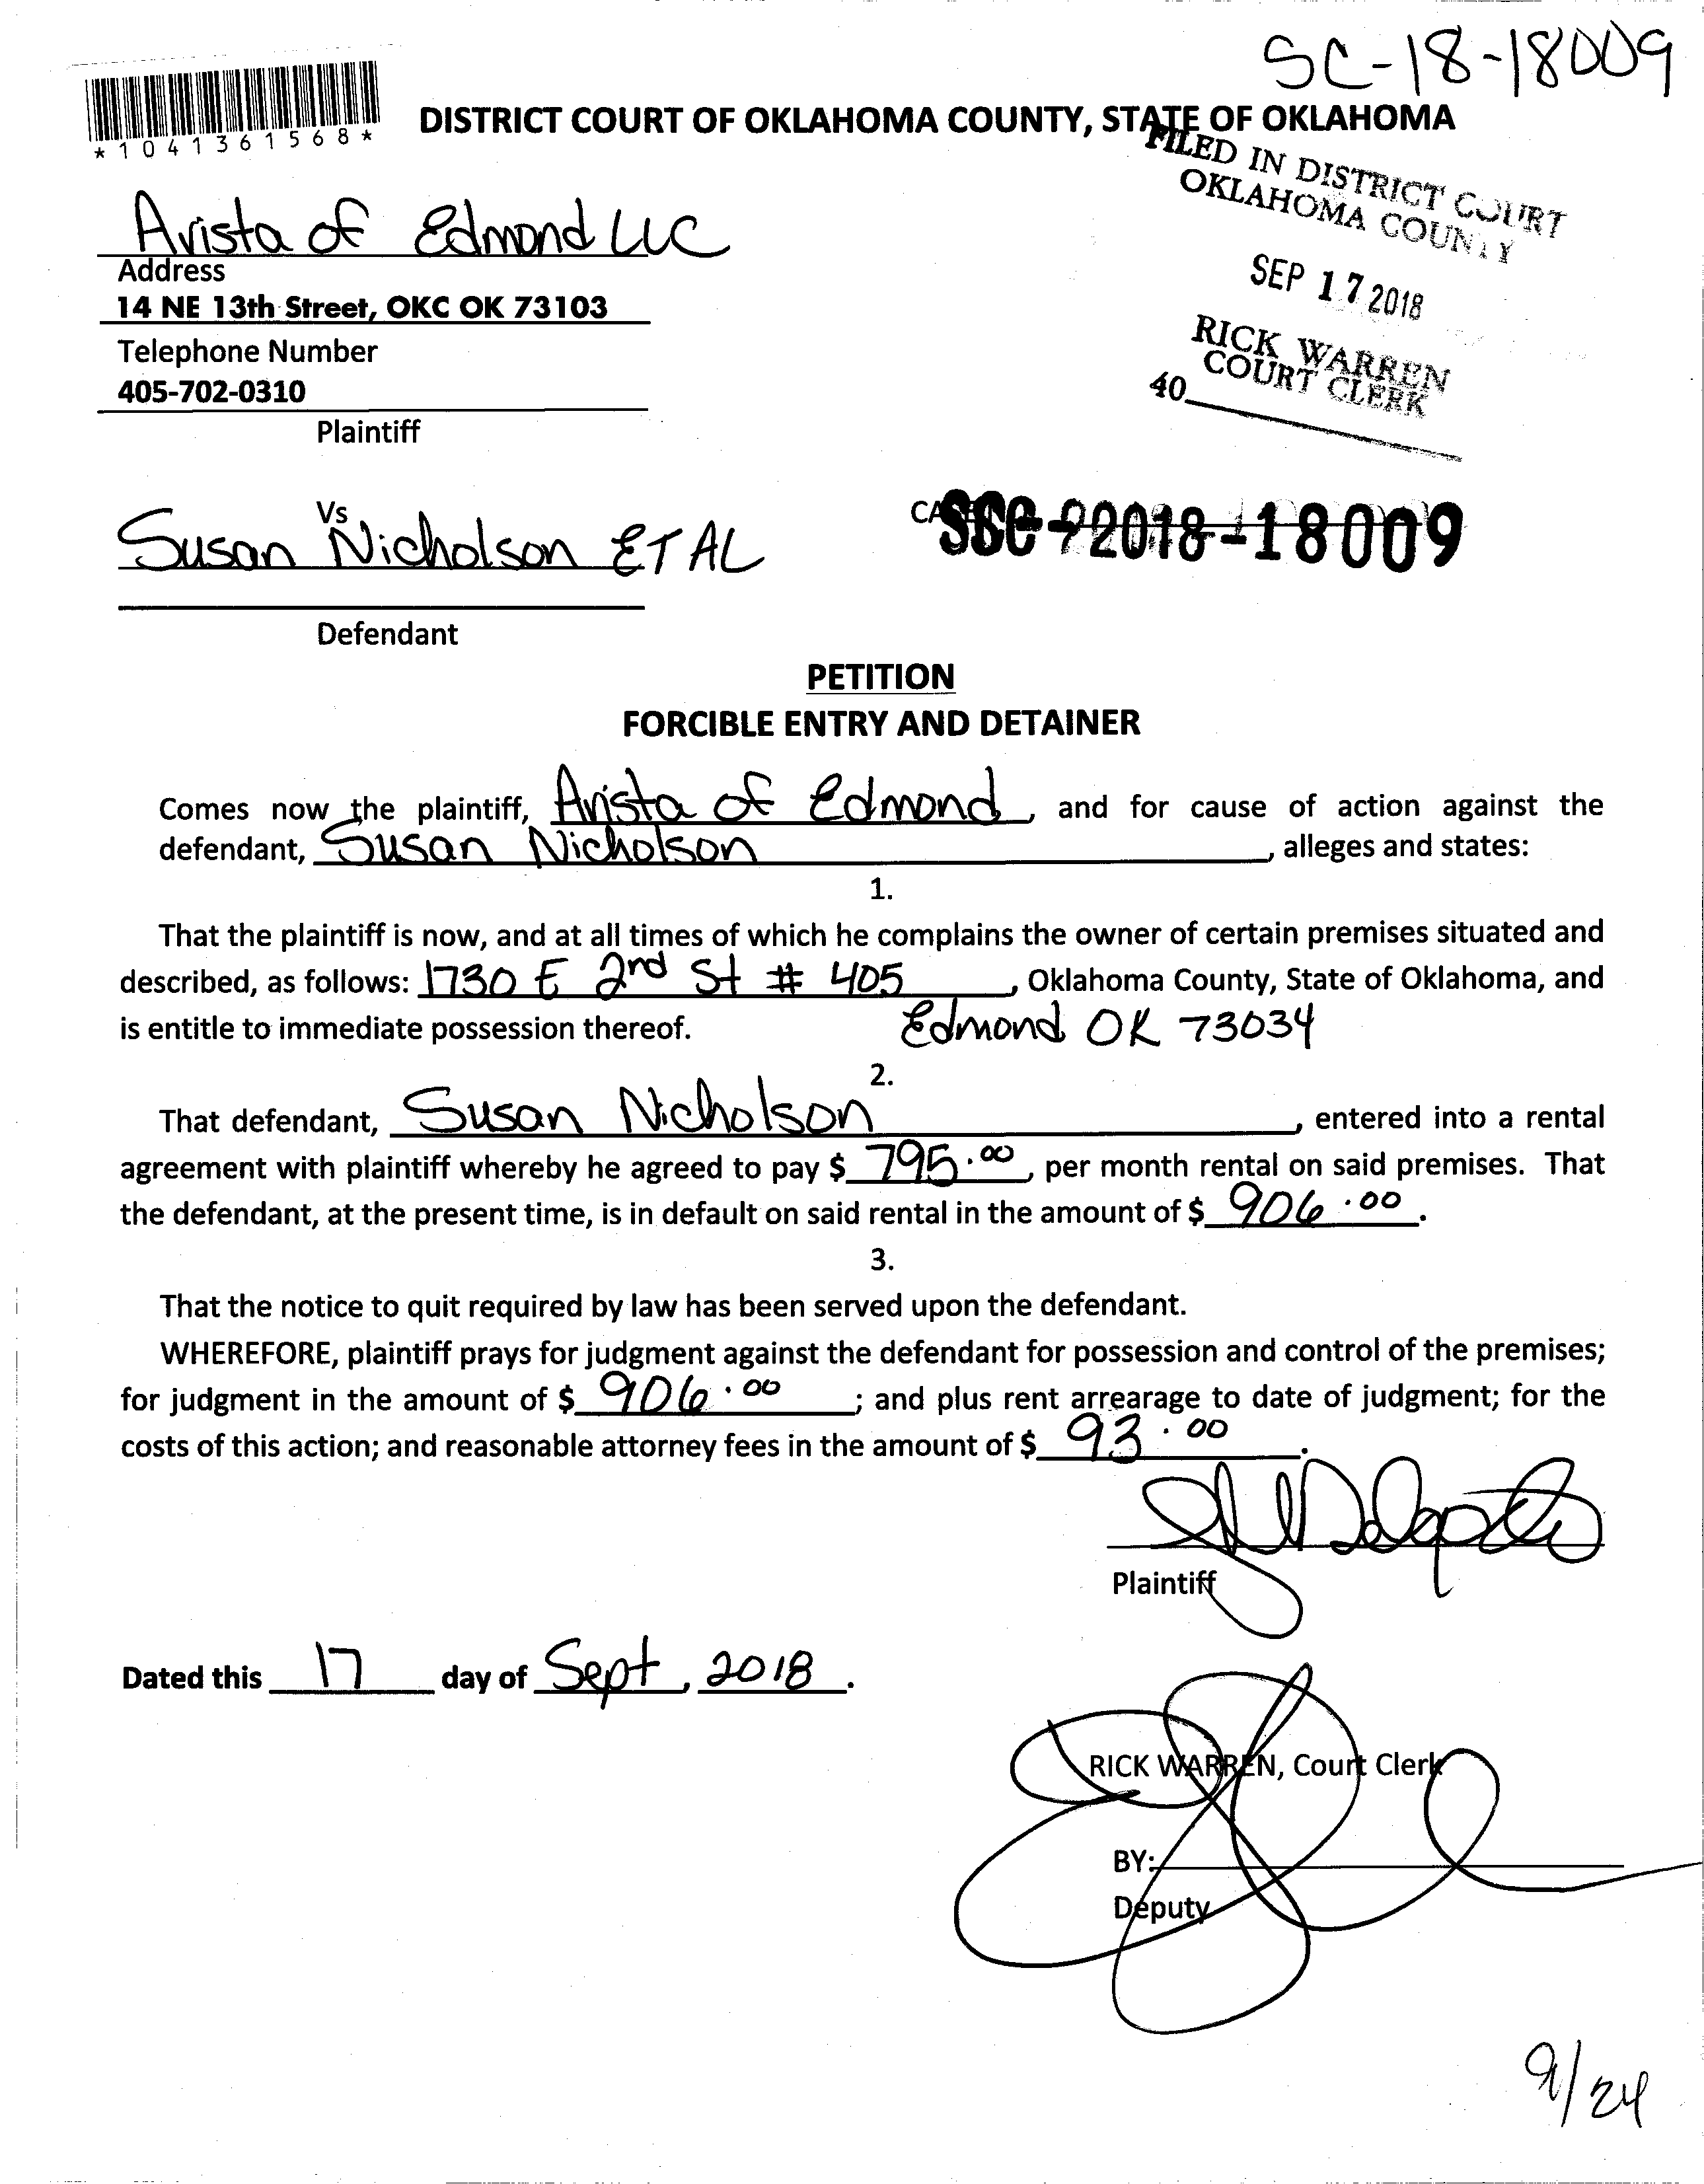 SC-18-18009
*1041361568*
DISTRICT COURT OF OKLAHOMA COUNTY, STATE OF OKLAHOMA
FILED IN DISTRICT COURT
OKLAHOMA COUNTY
SEP 17 2018
RICK WARREN
COURT CLERK
40
Arista of Edmond LLC
Address
14 NE 13th Street, OKC OK 73103
Telephone Number
405-702-0310
Plaintiff
Vs
Susan Nicholson ET AL
2018-18009
Defendant
PETITION
FORCIBLE ENTRY AND DETAINER
Comes now the plaintiff, Arista of Edmond, and for cause of action against the
defendant, Susan Nicholson, alleges and states:
1.
That the plaintiff is now, and at all times of which he complains the owner of certain premises situated and
described, as follows: 1730 E 2nd St # 405, Oklahoma County, State of Oklahoma, and
is entitle to immediate possession thereof. Edmond OK 73034
2.
That defendant, Susan Nicholson, entered into a rental
agreement with plaintiff whereby he agreed to pay $ 795.00, per month rental on said premises. That
the defendant, at the present time, is in default on said rental in the amount of $ 906.00.
3.
That the notice to quit required by law has been served upon the defendant.
WHEREFORE, plaintiff prays for judgment against the defendant for possession and control of the premises;
for judgment in the amount of $ 906.00; and plus rent arrearage to date of judgment; for the
costs of this action; and reasonable attorney fees in the amount of $ 93.00.
Plaintiff
Dated this 17 day of Sept, 2018.
RICK WARREN, Court Clerk
BY:
Deputy
9/24